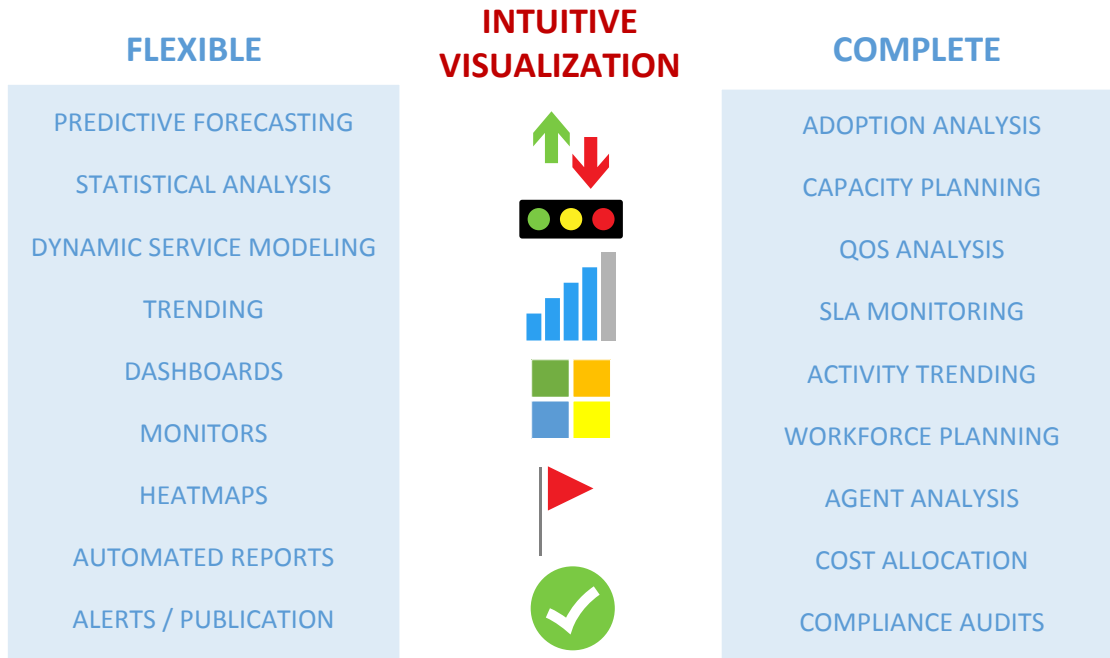 FLEXIBLE
PREDICTIVE FORECASTING
STATISTICAL ANALYSIS
DYNAMIC SERVICE MODELING
TRENDING
DASHBOARDS
MONITORS
HEATMAPS
AUTOMATED REPORTS
ALERTS / PUBLICATION
INTUITIVE
VISUALIZATION
COMPLETE
ADOPTION ANALYSIS
CAPACITY PLANNING
QOS ANALYSIS
SLA MONITORING
ACTIVITY TRENDING
WORKFORCE PLANNING
AGENT ANALYSIS
COST ALLOCATION
COMPLIANCE AUDITS